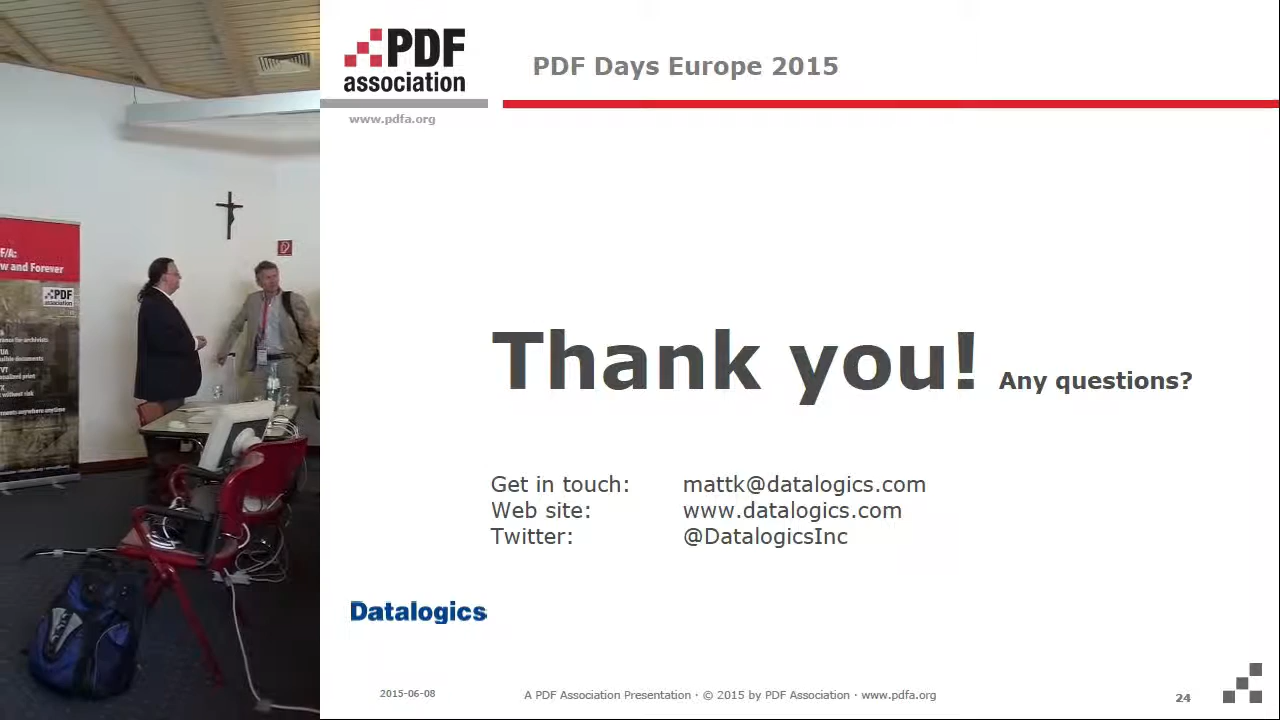 PDF
association
www.pdfa.org
PDF Days Europe 2015
Thank you! Any questions?
Get in touch: mattk@datalogics.com
Web site: www.datalogics.com
Twitter: @DatalogicsInc
Datalogics
2015-06-08
A PDF Association Presentation · © 2015 by PDF Association · www.pdfa.org
24
F/A:
w and Forever
PDF
association